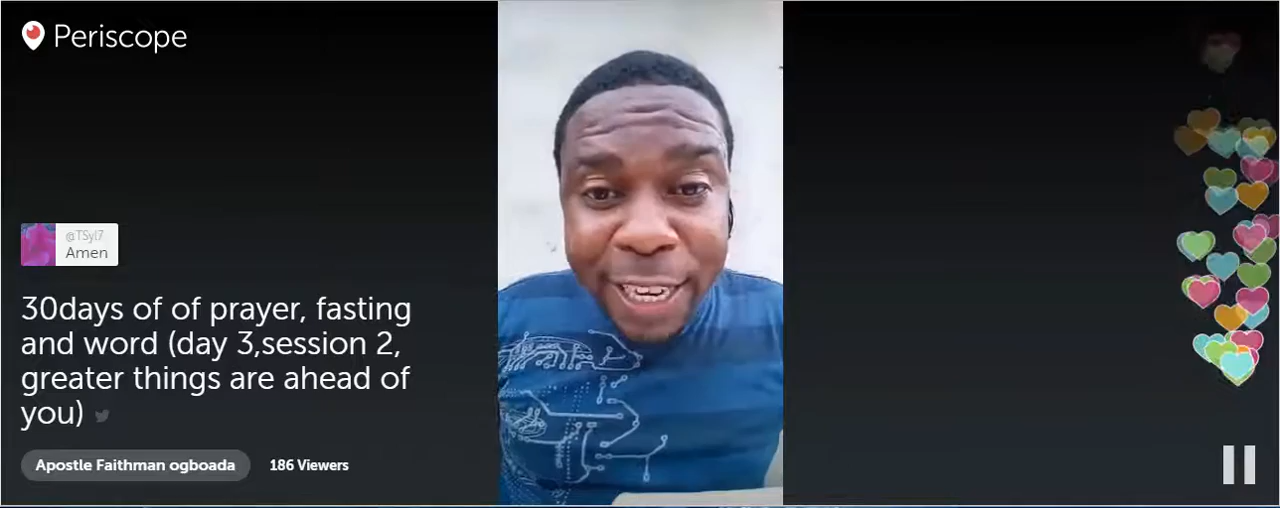 Periscope
@TSyl7
Amen
30days of of prayer, fasting
and word (day 3,session 2,
greater things are ahead of
you)
Apostle Faithman ogboada
186 Viewers